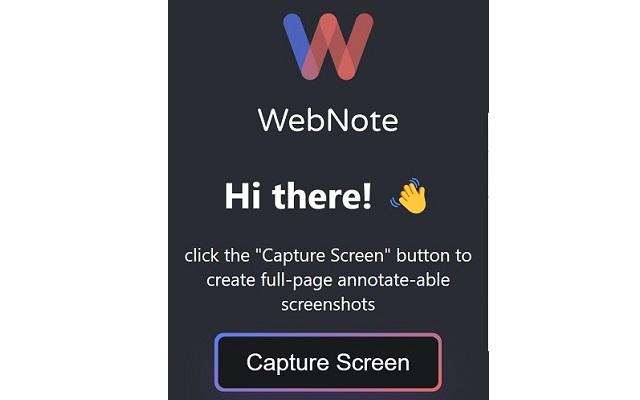 WebNote
Hi there! 👋
click the "Capture Screen" button to
create full-page annotate-able
screenshots
Capture Screen